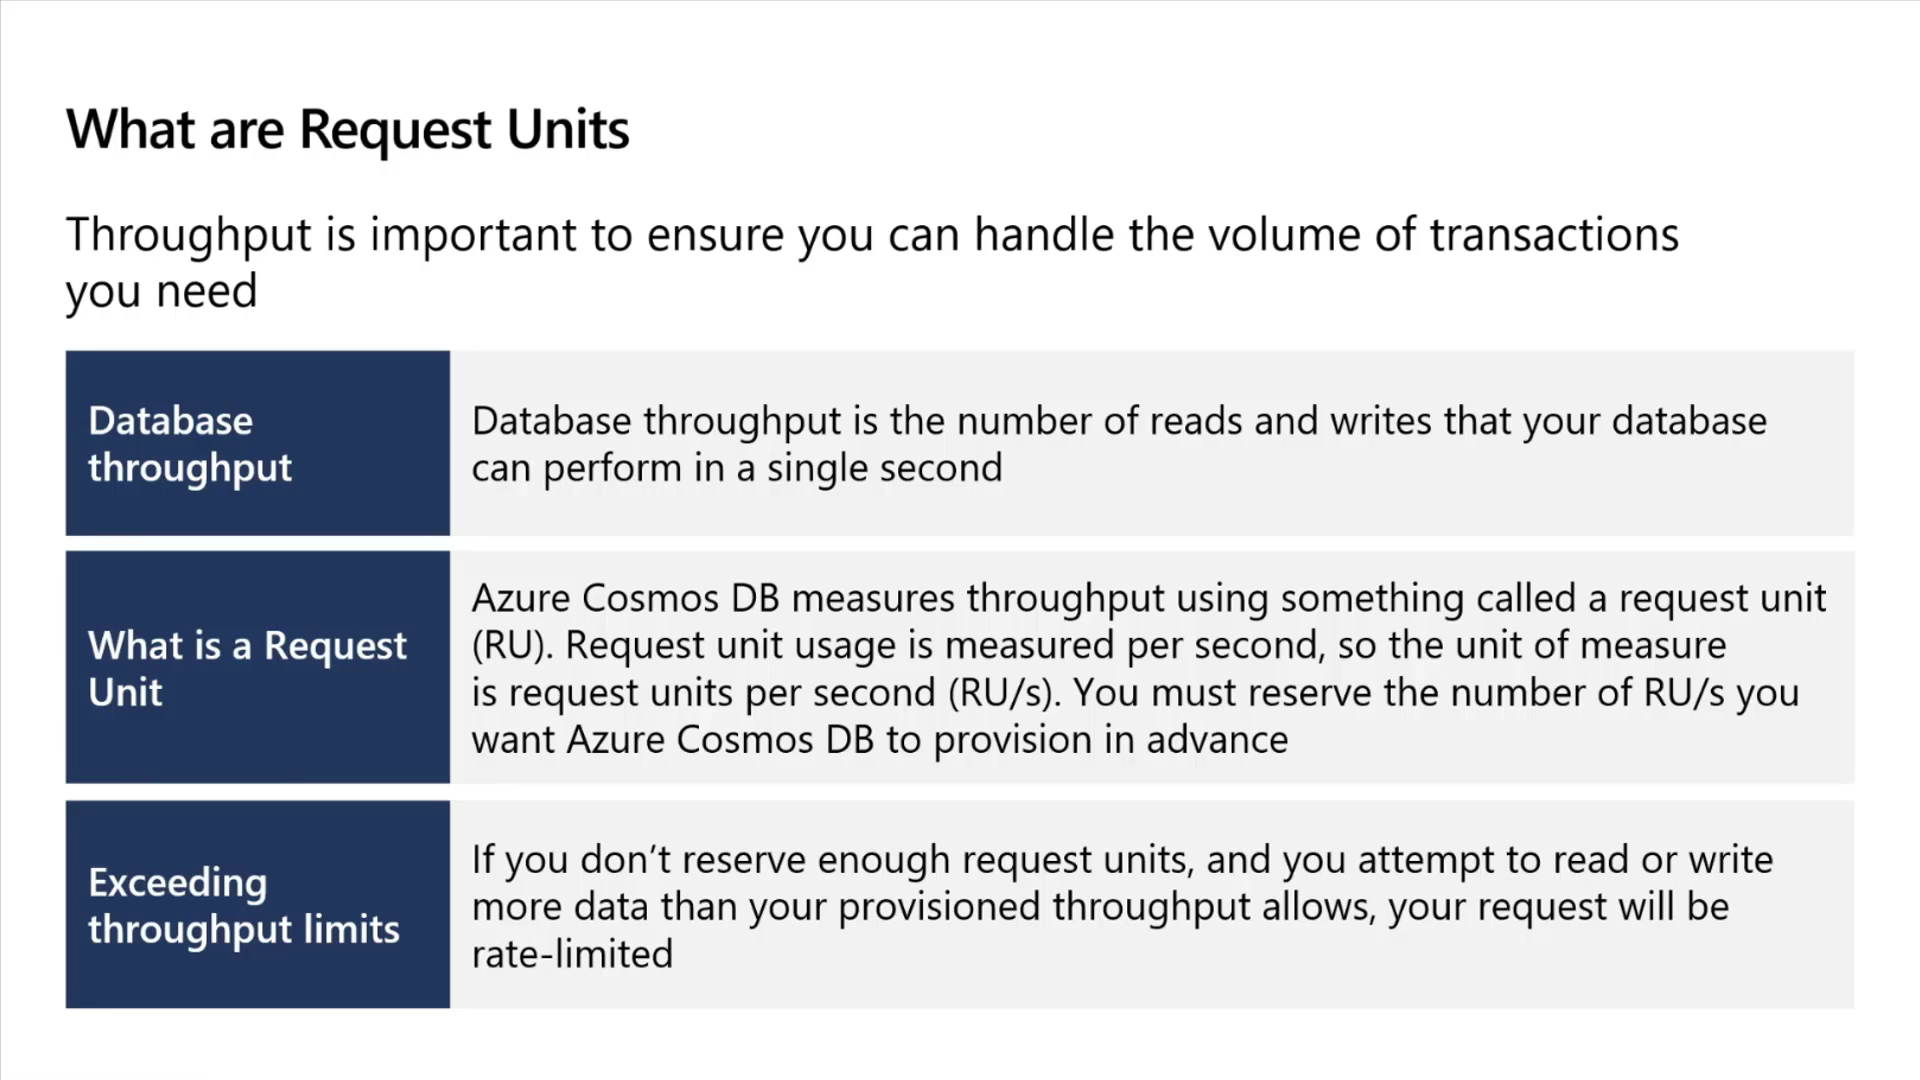 What are Request Units
Throughput is important to ensure you can handle the volume of transactions
you need
Database
throughput
Database throughput is the number of reads and writes that your database
can perform in a single second
What is a Request
Unit
Azure Cosmos DB measures throughput using something called a request unit
(RU). Request unit usage is measured per second, so the unit of measure
is request units per second (RU/s). You must reserve the number of RU/s you
want Azure Cosmos DB to provision in advance
Exceeding
throughput limits
If you don’t reserve enough request units, and you attempt to read or write
more data than your provisioned throughput allows, your request will be
rate-limited